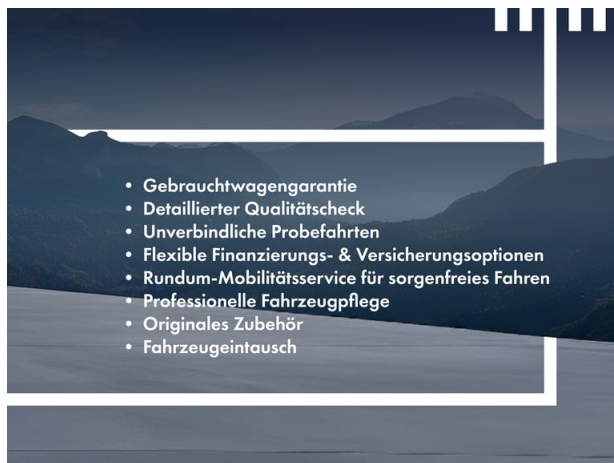 • Gebrauchtwagengarantie
• Detaillierter Qualitätscheck
• Unverbindliche Probefahrten
• Flexible Finanzierungs- & Versicherungsoptionen
• Rundum-Mobilitätsservice für sorgenfreies Fahren
• Professionelle Fahrzeugpflege
• Originales Zubehör
• Fahrzeugeintausch